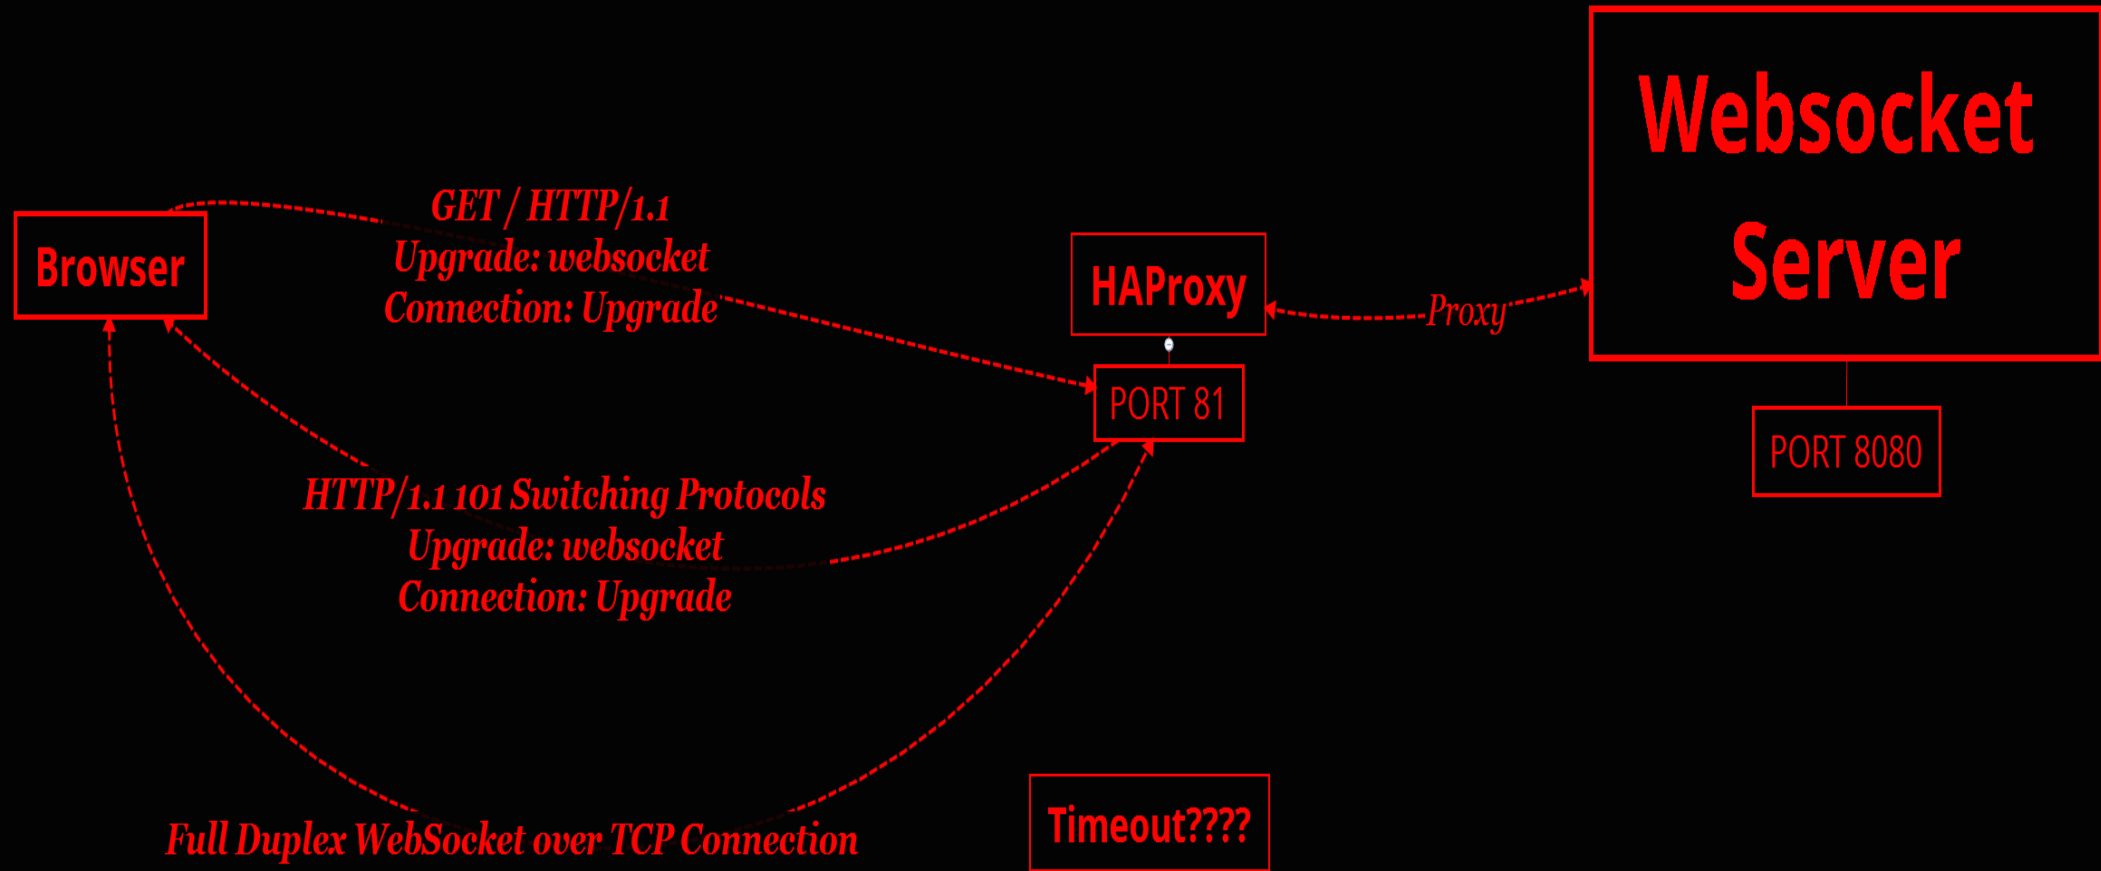 Websocket
Server
GET / HTTP/1.1
Upgrade: websocket
Connection: Upgrade
Browser
HAProxy
Proxy
PORT 81
PORT 8080
HTTP/1.1 101 Switching Protocols
Upgrade: websocket
Connection: Upgrade
Timeout????
Full Duplex WebSocket over TCP Connection